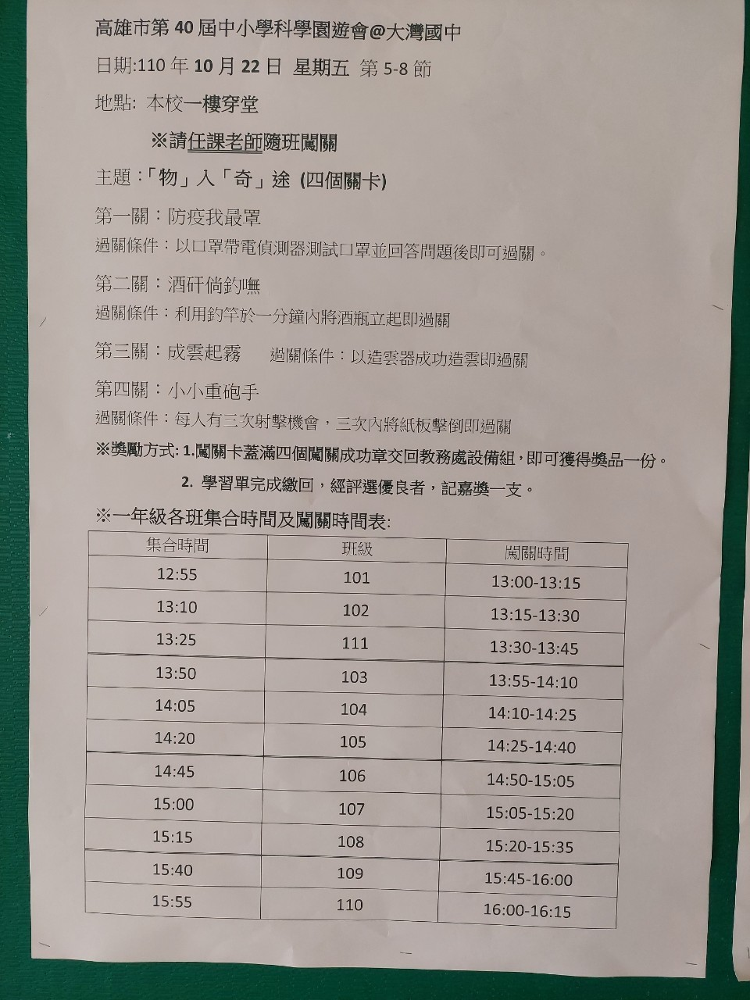 高雄市第 40 屆中小學科學園遊會@大灣國中
日期:110 年 10 月 22 日 星期五 第 5-8 節
地點: 本校一樓穿堂
※請任課老師隨班闖關
主題：「物」入「奇」途 (四個關卡)
第一關：防疫我最罩
過關條件：以口罩帶電偵測器測試口罩並回答問題後即可過關。
第二關：酒矸倘釣嘸
過關條件：利用釣竿於一分鐘內將酒瓶立起即過關
第三關：成雲起霧 過關條件：以造雲器成功造雲即過關
第四關：小小重砲手
過關條件：每人有三次射擊機會，三次內將紙板擊倒即過關
※獎勵方式: 1.闖關卡蓋滿四個闖關成功章交回教務處設備組，即可獲得獎品一份。
2. 學習單完成繳回，經評選優良者，記嘉獎一支。
※一年級各班集合時間及闖關時間表:
集合時間 班級 闖關時間
12:55 101 13:00-13:15
13:10 102 13:15-13:30
13:25 111 13:30-13:45
13:50 103 13:55-14:10
14:05 104 14:10-14:25
14:20 105 14:25-14:40
14:45 106 14:50-15:05
15:00 107 15:05-15:20
15:15 108 15:20-15:35
15:40 109 15:45-16:00
15:55 110 16:00-16:15